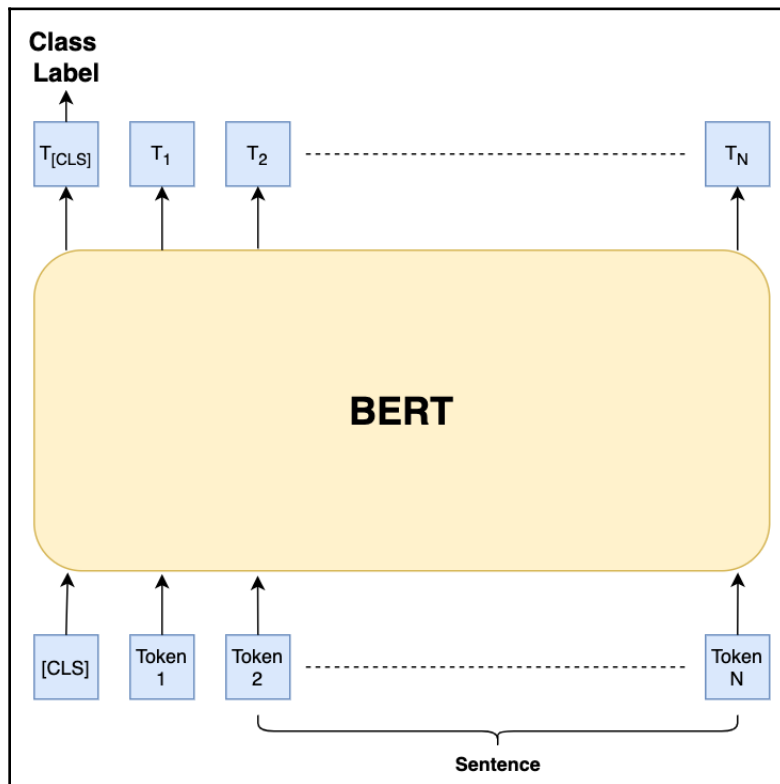 Class
Label
T[CLS] T1 T2 TN
BERT
[CLS] Token 1 Token 2 Token N
Sentence